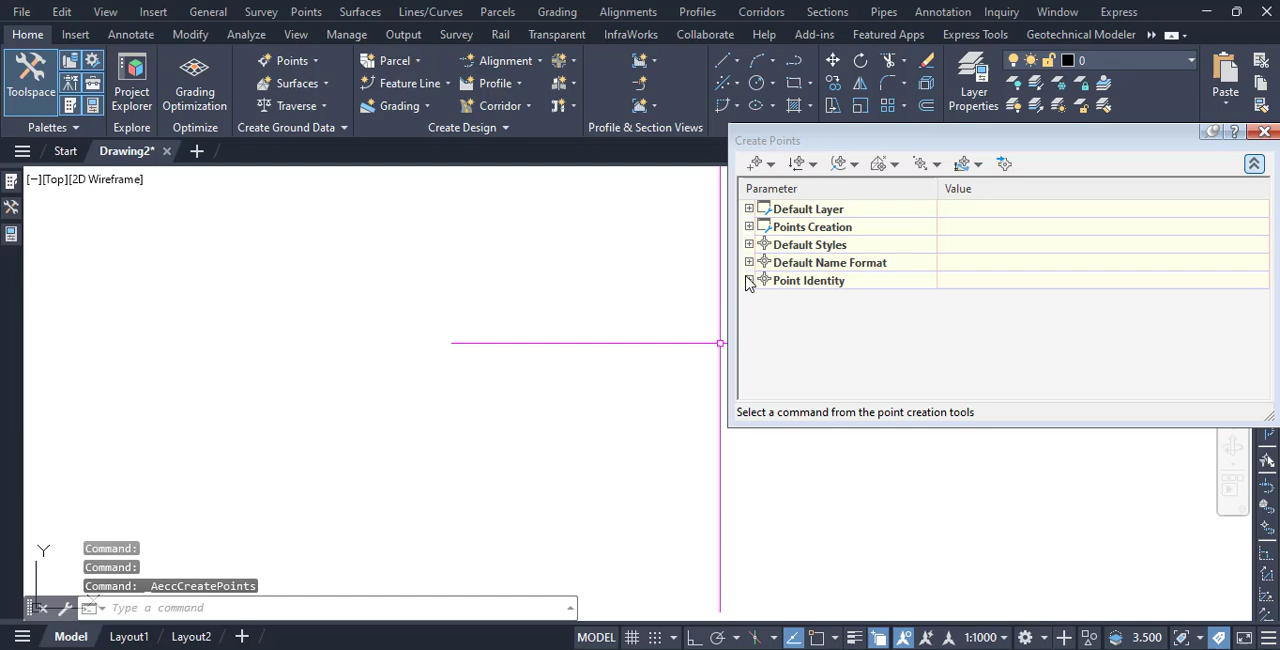 File Edit View Insert General Survey Points Surfaces Lines/Curves Parcels Grading Alignments Profiles Corridors Sections Pipes Annotation Inquiry Window Express
Home Insert Annotate Modify Analyze View Manage Output Survey Rail Transparent InfraWorks Collaborate Help Add-ins Featured Apps Express Tools Geotechnical Modeler
Toolspace
Project Explorer
Grading Optimization
Points
Surfaces
Traverse
Parcel
Feature Line
Grading
Alignment
Profile
Corridor
0
Layer Properties
Paste
Palettes Explore Optimize Create Ground Data Create Design Profile & Section Views
Start Drawing2*
Create Points
[−][Top][2D Wireframe]
Parameter Value
Default Layer
Points Creation
Default Styles
Default Name Format
Point Identity
Select a command from the point creation tools
Y
Command:
Command:
Command: _AeccCreatePoints
Type a command
Model Layout1 Layout2 MODEL 1:1000 3.500